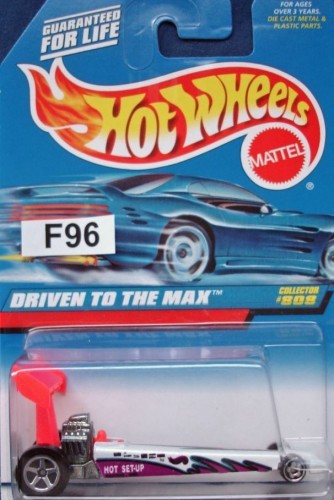 GUARANTEED
FOR LIFE
FOR AGES
OVER 3 YEARS.
DIE CAST METAL &
PLASTIC PARTS.
Hot Wheels
MATTEL
F96
DRIVEN TO THE MAX™
COLLECTOR
#909
HOT SET-UP